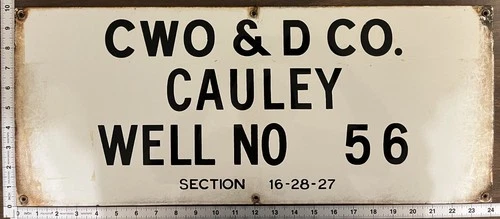 CWO & D CO.
CAULEY
WELL NO 56
SECTION 16-28-27